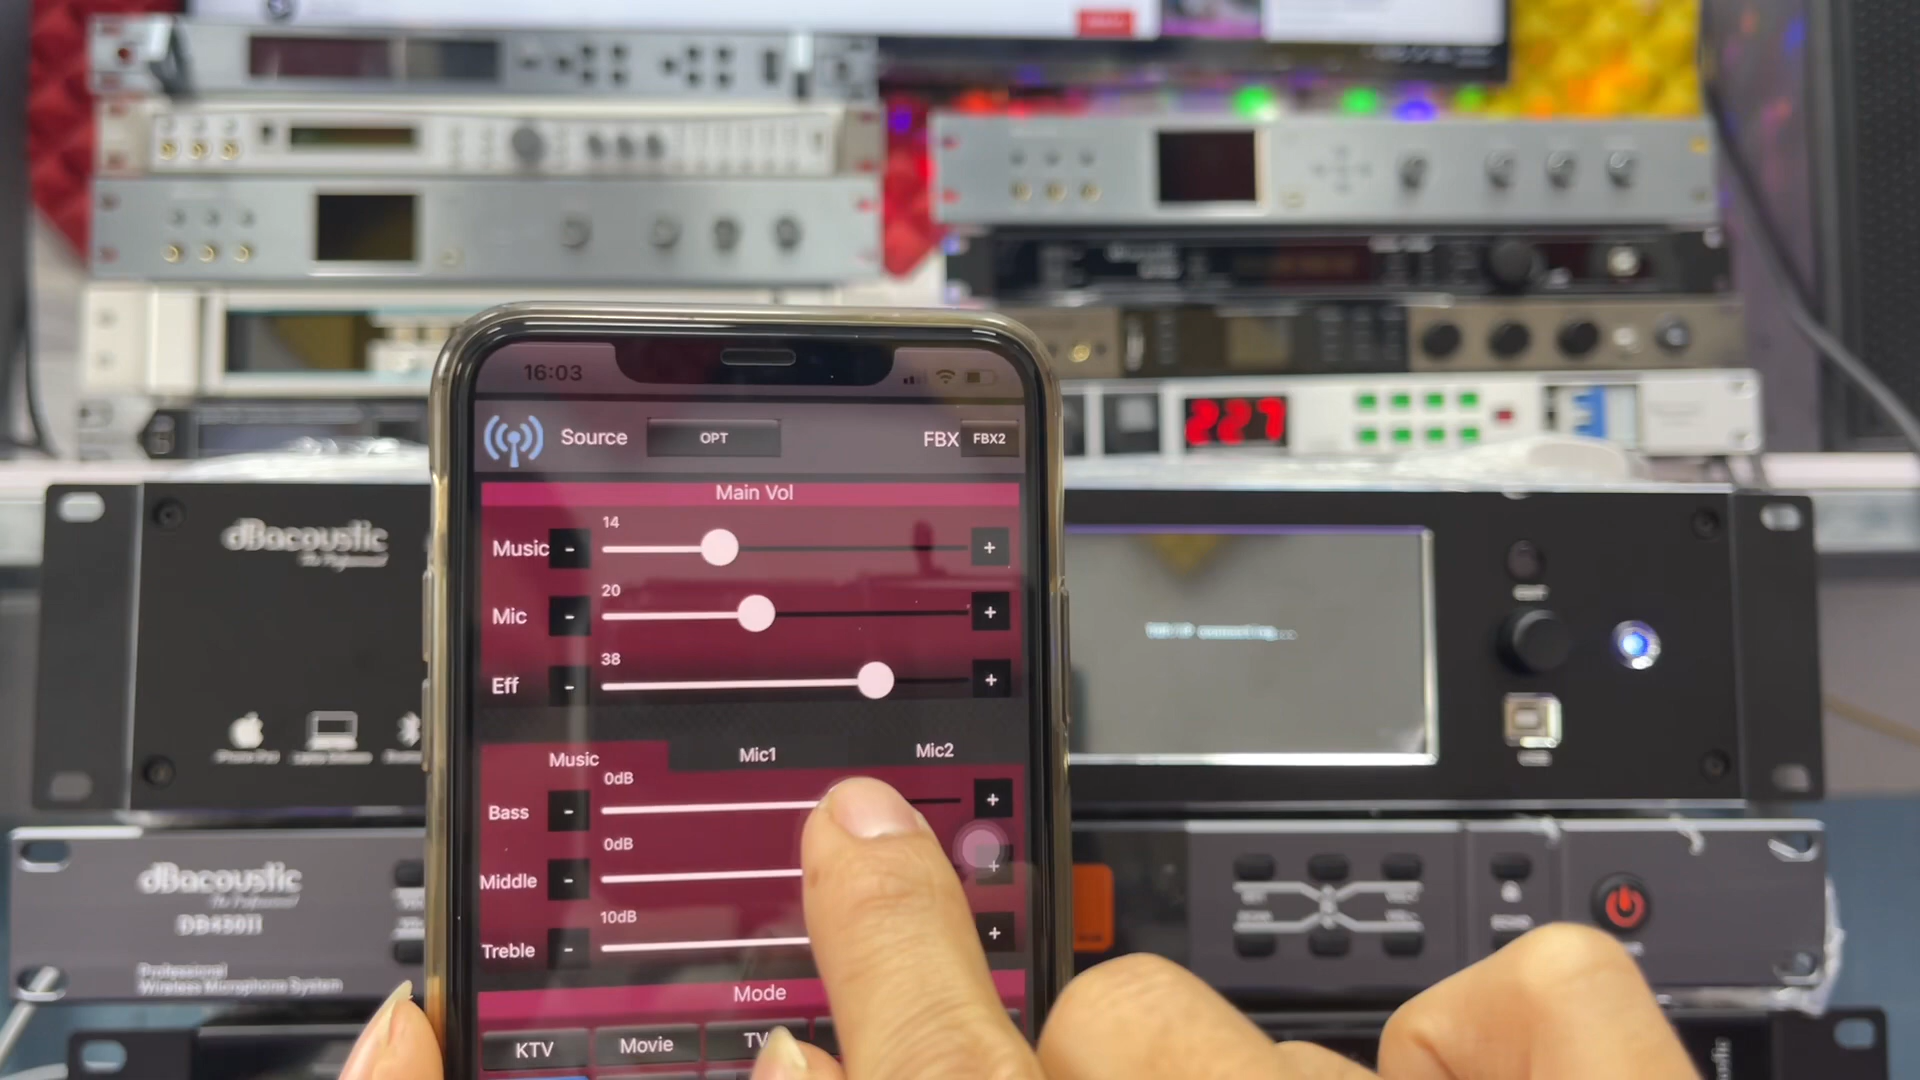 16:03
Source
OPT
FBX
FBX2
Main Vol
14
Music - +
20
Mic - +
38
Eff - +
Music
Mic1
Mic2
0dB
Bass - +
0dB
Middle - +
10dB
Treble - +
Mode
KTV
Movie
TV
227
dBacoustic
dBacoustic
Professional
Wireless Microphone System